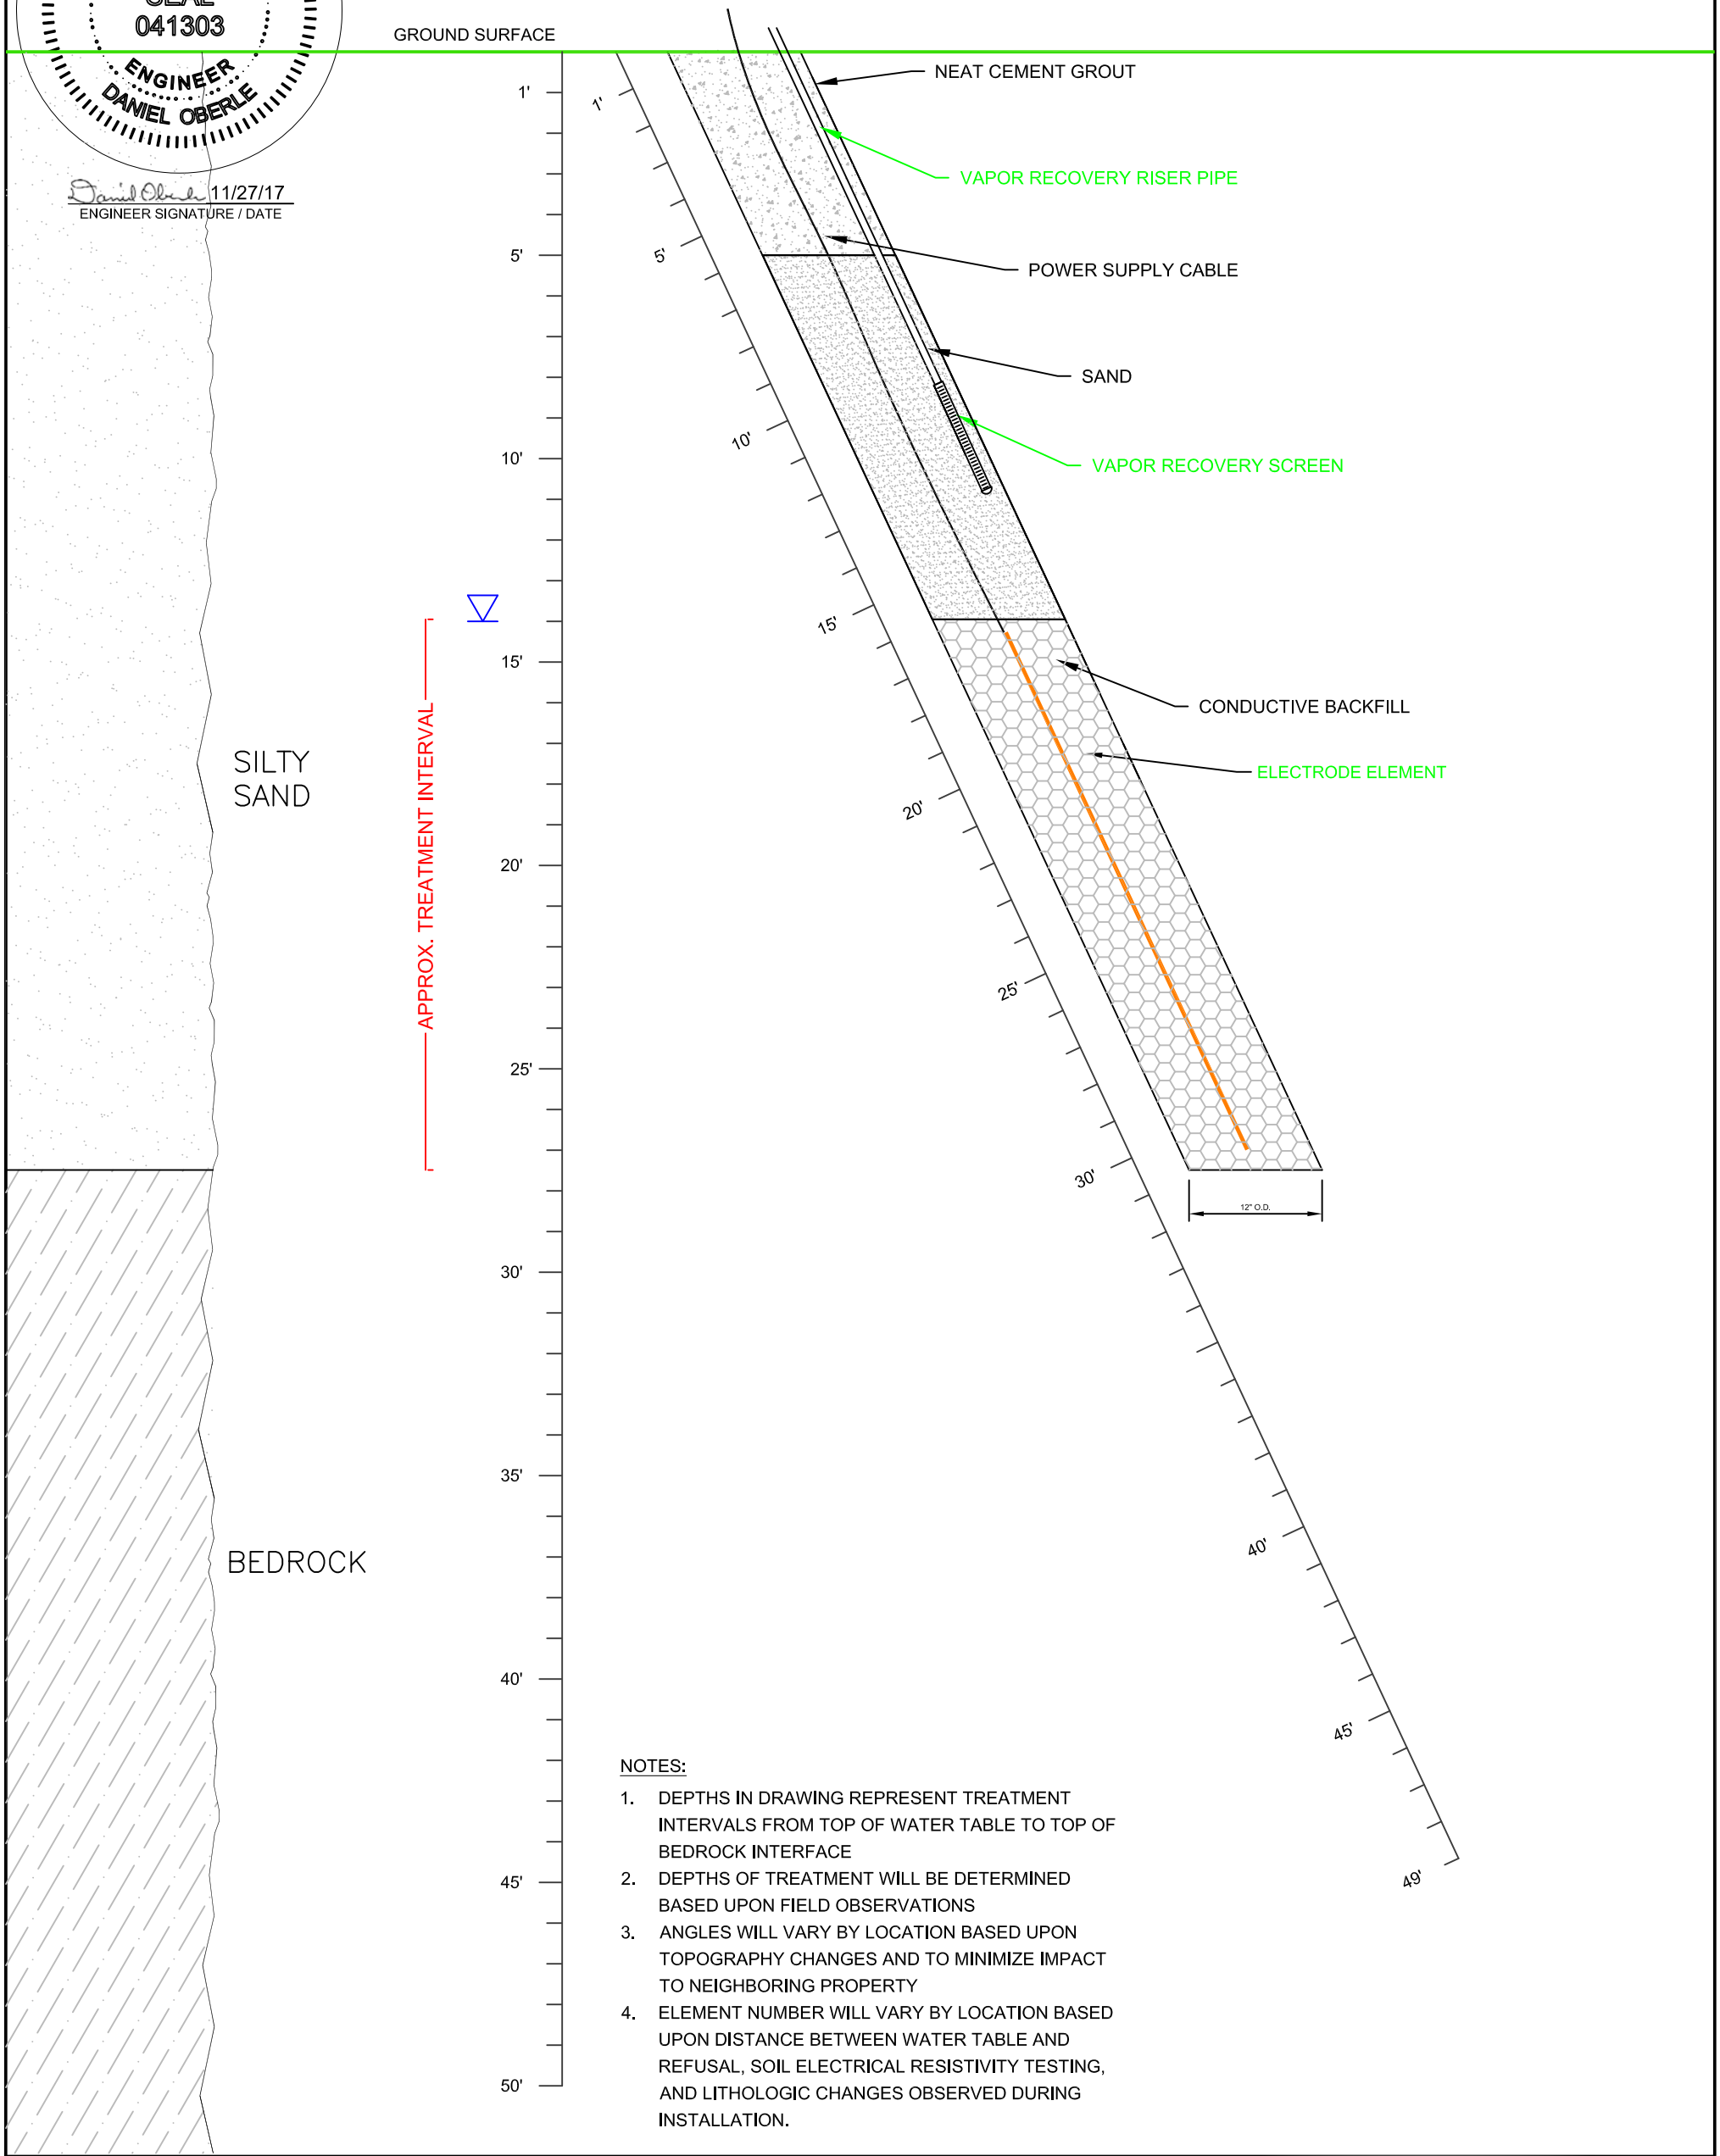 041303
ENGINEER
DANIEL OBERLE
Daniel Oberle 11/27/17
ENGINEER SIGNATURE / DATE
GROUND SURFACE
NEAT CEMENT GROUT
VAPOR RECOVERY RISER PIPE
POWER SUPPLY CABLE
SAND
VAPOR RECOVERY SCREEN
CONDUCTIVE BACKFILL
ELECTRODE ELEMENT
12" O.D.
SILTY
SAND
BEDROCK
APPROX. TREATMENT INTERVAL
1'
5'
10'
15'
20'
25'
30'
35'
40'
45'
50'
1'
5'
10'
15'
20'
25'
30'
40'
45'
49'
NOTES:
1. DEPTHS IN DRAWING REPRESENT TREATMENT
INTERVALS FROM TOP OF WATER TABLE TO TOP OF
BEDROCK INTERFACE
2. DEPTHS OF TREATMENT WILL BE DETERMINED
BASED UPON FIELD OBSERVATIONS
3. ANGLES WILL VARY BY LOCATION BASED UPON
TOPOGRAPHY CHANGES AND TO MINIMIZE IMPACT
TO NEIGHBORING PROPERTY
4. ELEMENT NUMBER WILL VARY BY LOCATION BASED
UPON DISTANCE BETWEEN WATER TABLE AND
REFUSAL, SOIL ELECTRICAL RESISTIVITY TESTING,
AND LITHOLOGIC CHANGES OBSERVED DURING
INSTALLATION.